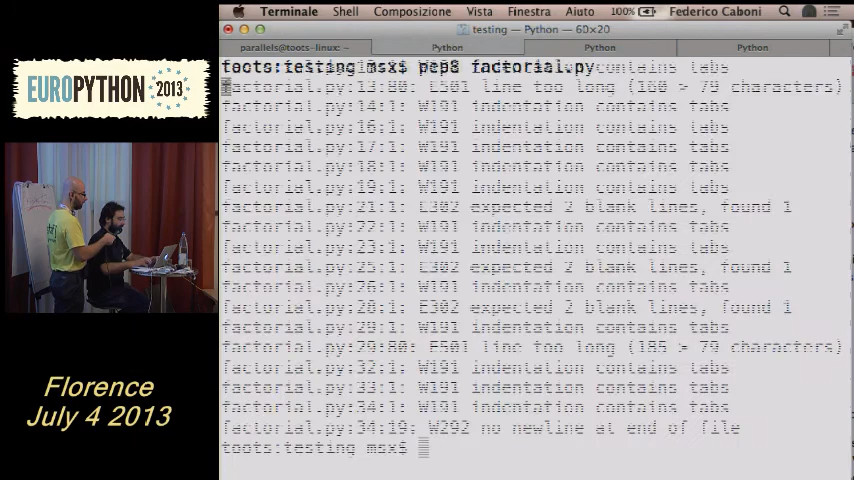 Terminale Shell Composizione Vista Finestra Aiuto 100% Federico Caboni
testing — Python — 60×20
parallels@toots-linux: ~ Python Python Python
toots:testing msx$ pep8 factorial.py contains tabs
factorial.py:13:80: E501 line too long (160 > 79 characters)
factorial.py:14:1: W191 indentation contains tabs
factorial.py:16:1: W191 indentation contains tabs
factorial.py:17:1: W191 indentation contains tabs
factorial.py:18:1: W191 indentation contains tabs
factorial.py:19:1: W191 indentation contains tabs
factorial.py:21:1: E302 expected 2 blank lines, found 1
factorial.py:22:1: W191 indentation contains tabs
factorial.py:23:1: W191 indentation contains tabs
factorial.py:25:1: E302 expected 2 blank lines, found 1
factorial.py:26:1: W191 indentation contains tabs
factorial.py:28:1: E302 expected 2 blank lines, found 1
factorial.py:29:1: W191 indentation contains tabs
factorial.py:29:80: E501 line too long (185 > 79 characters)
factorial.py:32:1: W191 indentation contains tabs
factorial.py:33:1: W191 indentation contains tabs
factorial.py:34:1: W191 indentation contains tabs
factorial.py:34:19: W292 no newline at end of file
toots:testing msx$
EUROPYTHON 2013
Florence
July 4 2013